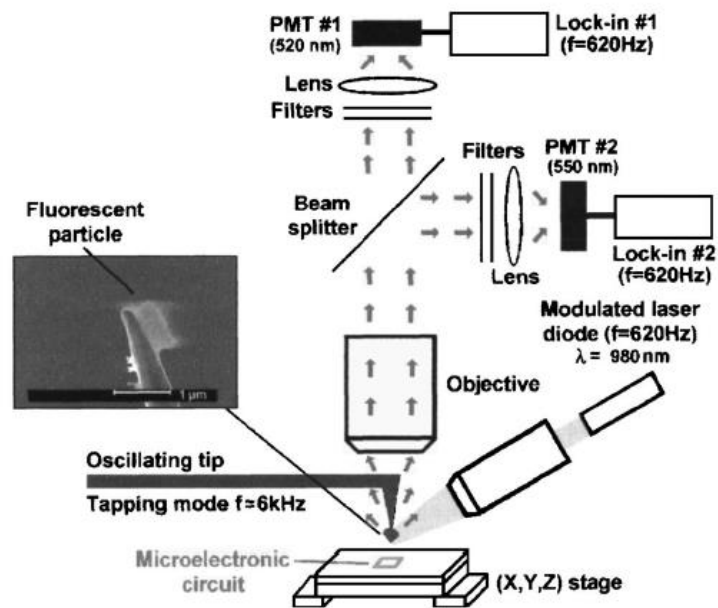 PMT #1
(520 nm)
Lock-in #1
(f=620Hz)
Lens
Filters
Filters
PMT #2
(550 nm)
Beam
splitter
Lens
Lock-in #2
(f=620Hz)
Fluorescent
particle
1 µm
Modulated laser
diode (f=620Hz)
λ = 980 nm
Objective
Oscillating tip
Tapping mode f≈6kHz
Microelectronic
circuit
(X,Y,Z) stage